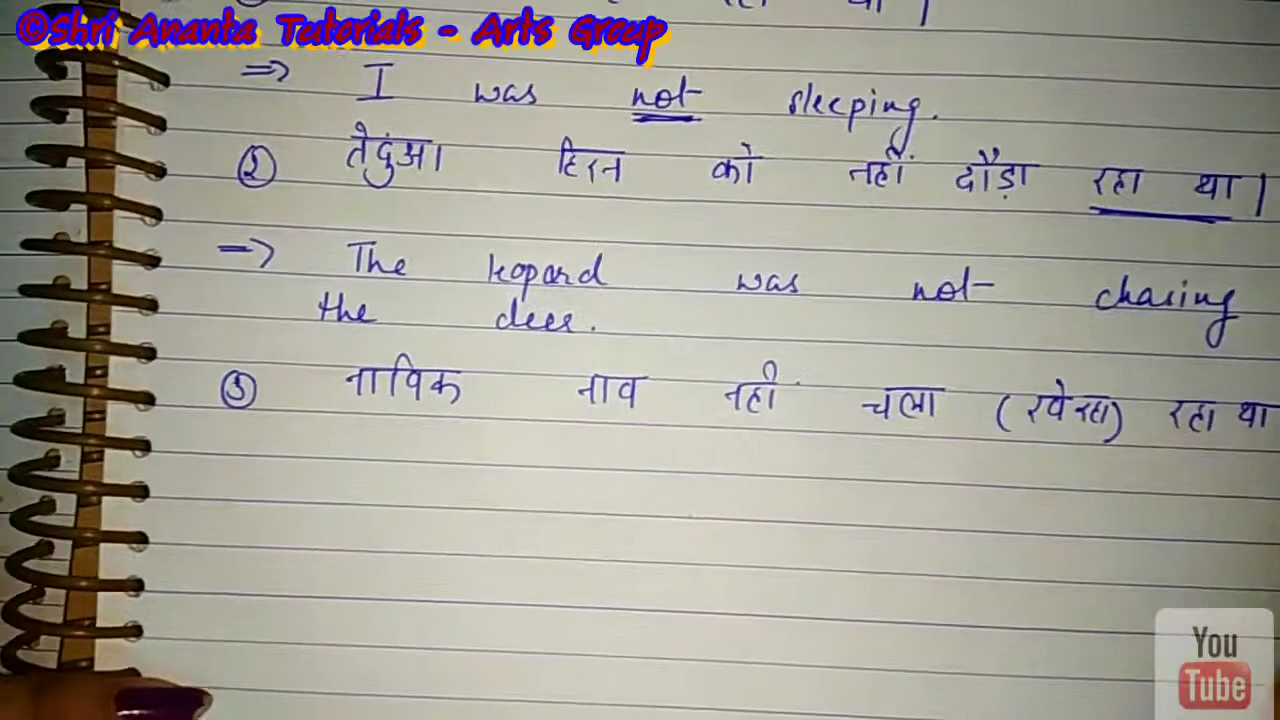 ©Shri Ananta Tutorials - Arts Group
रहा था।
=> I was not sleeping.
② तेंदुआ हिरन को नहीं दौड़ा रहा था।
=> The leopard was not chasing
the deer.
③ नाविक नाव नहीं चला ( ) रहा था
You
Tube